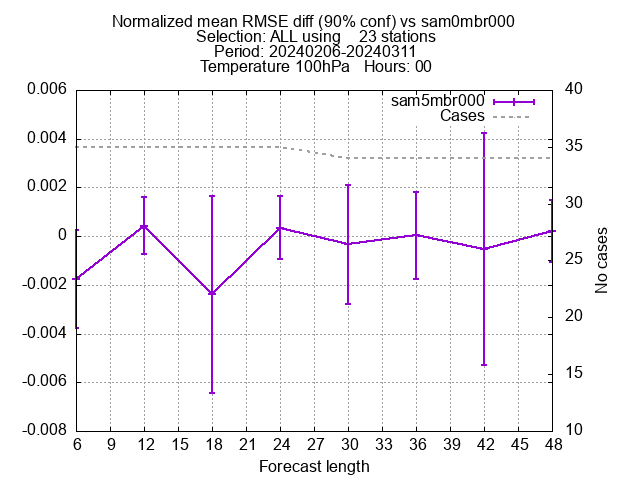 Normalized mean RMSE diff (90% conf) vs sam0mbr000
Selection: ALL using    23 stations
Period: 20240206-20240311
Temperature 100hPa   Hours: 00
sam5mbr000
Cases
0.006
0.004
0.002
0
-0.002
-0.004
-0.006
-0.008
40
35
30
25
20
15
10
No cases
6 9 12 15 18 21 24 27 30 33 36 39 42 45 48
Forecast length